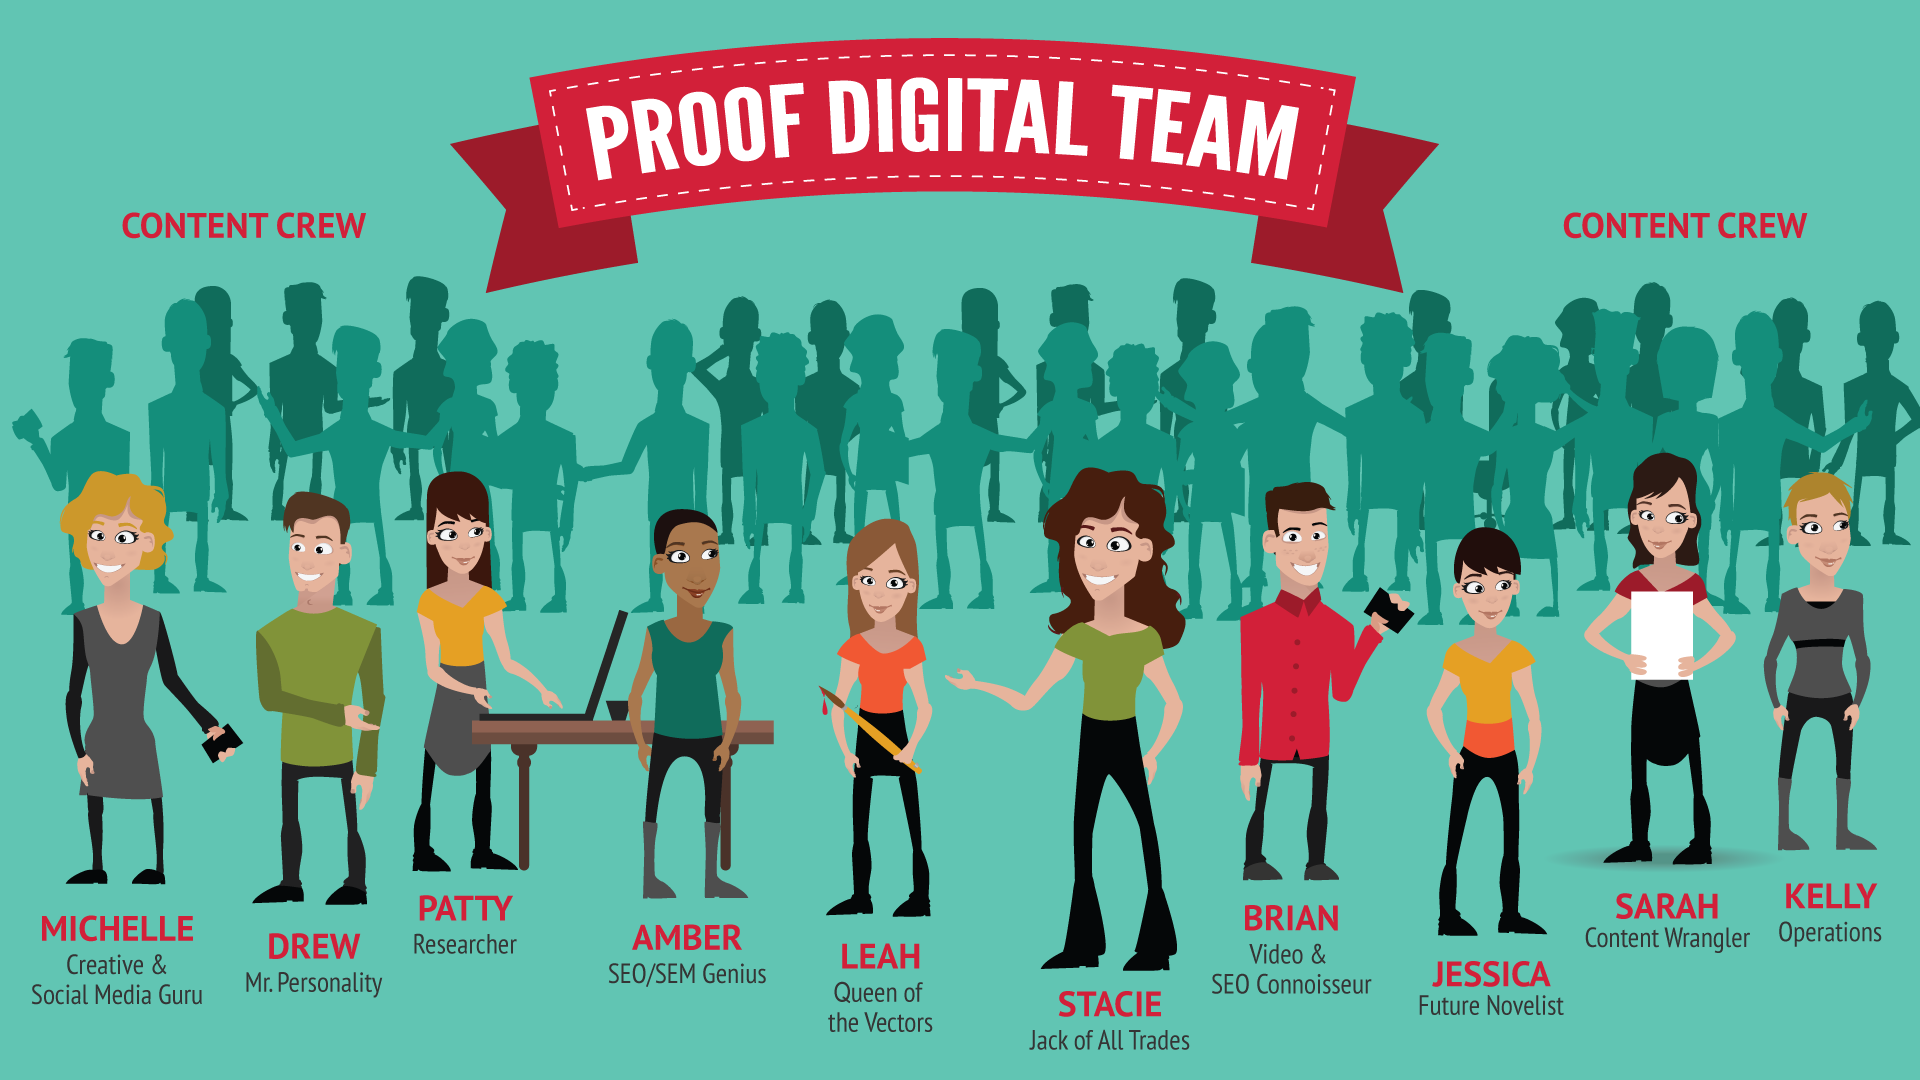 PROOF DIGITAL TEAM
CONTENT CREW
CONTENT CREW
MICHELLE
Creative &
Social Media Guru
DREW
Mr. Personality
PATTY
Researcher
AMBER
SEO/SEM Genius
LEAH
Queen of
the Vectors
STACIE
Jack of All Trades
BRIAN
Video &
SEO Connoisseur
JESSICA
Future Novelist
SARAH
Content Wrangler
KELLY
Operations